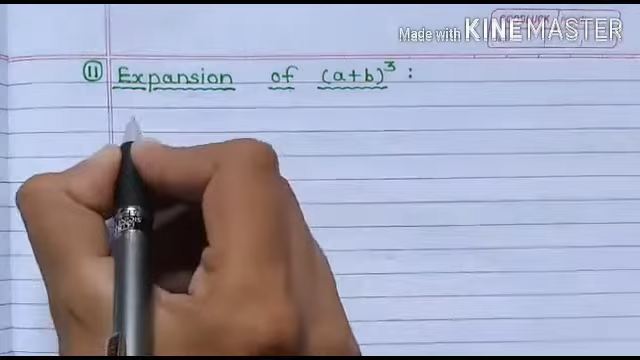 Made with KINEMASTER
(11) Expansion of (a+b)³ :